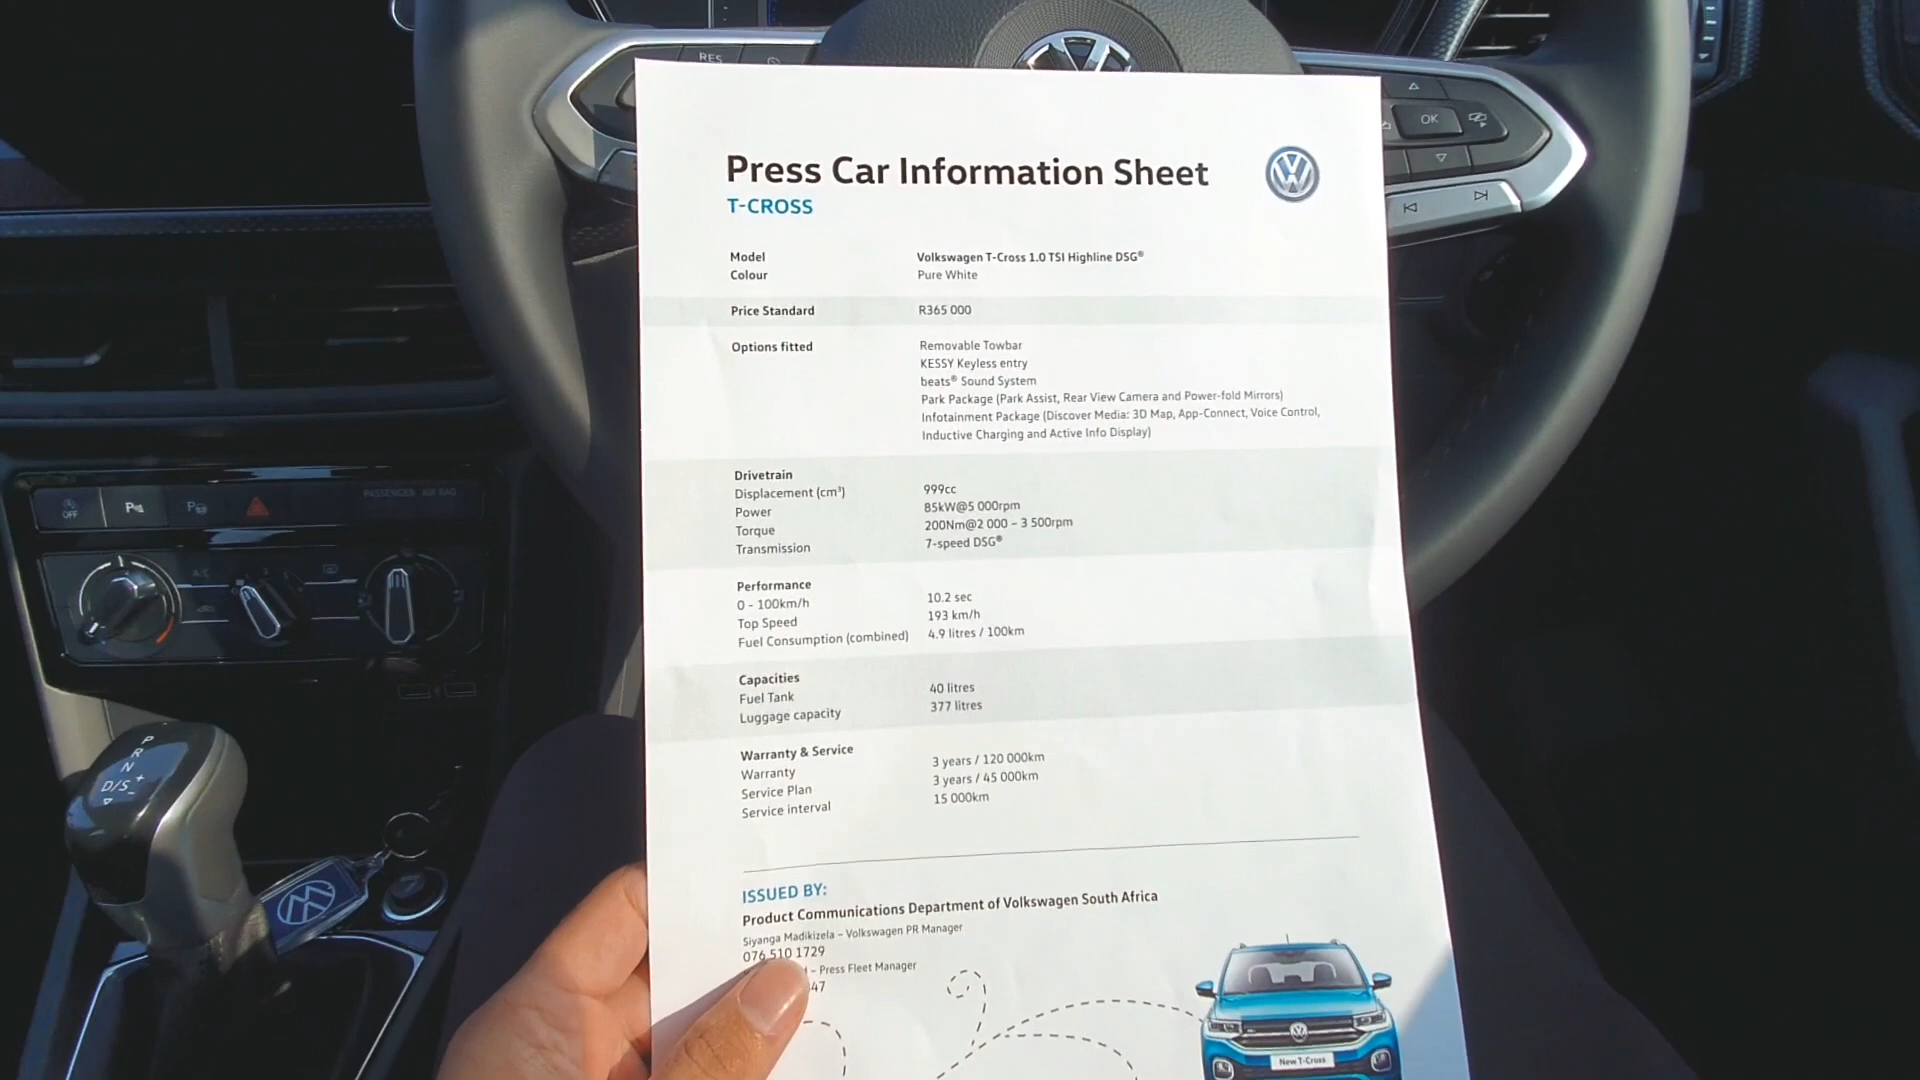 RES
OK
Press Car Information Sheet
T-CROSS
Model Volkswagen T-Cross 1.0 TSI Highline DSG®
Colour Pure White
Price Standard R365 000
Options fitted Removable Towbar
KESSY Keyless entry
beats® Sound System
Park Package (Park Assist, Rear View Camera and Power-fold Mirrors)
Infotainment Package (Discover Media: 3D Map, App-Connect, Voice Control,
Inductive Charging and Active Info Display)
Drivetrain
Displacement (cm³) 999cc
Power 85kW@5 000rpm
Torque 200Nm@2 000 – 3 500rpm
Transmission 7-speed DSG®
Performance
0 - 100km/h 10.2 sec
Top Speed 193 km/h
Fuel Consumption (combined) 4.9 litres / 100km
Capacities
Fuel Tank 40 litres
Luggage capacity 377 litres
Warranty & Service
Warranty 3 years / 120 000km
Service Plan 3 years / 45 000km
Service interval 15 000km
ISSUED BY:
Product Communications Department of Volkswagen South Africa
Siyanga Madikizela – Volkswagen PR Manager
076 510 1729
– Press Fleet Manager
47
New T-Cross
OFF
PASSENGER AIR BAG
A/C
P
R
N
D/S